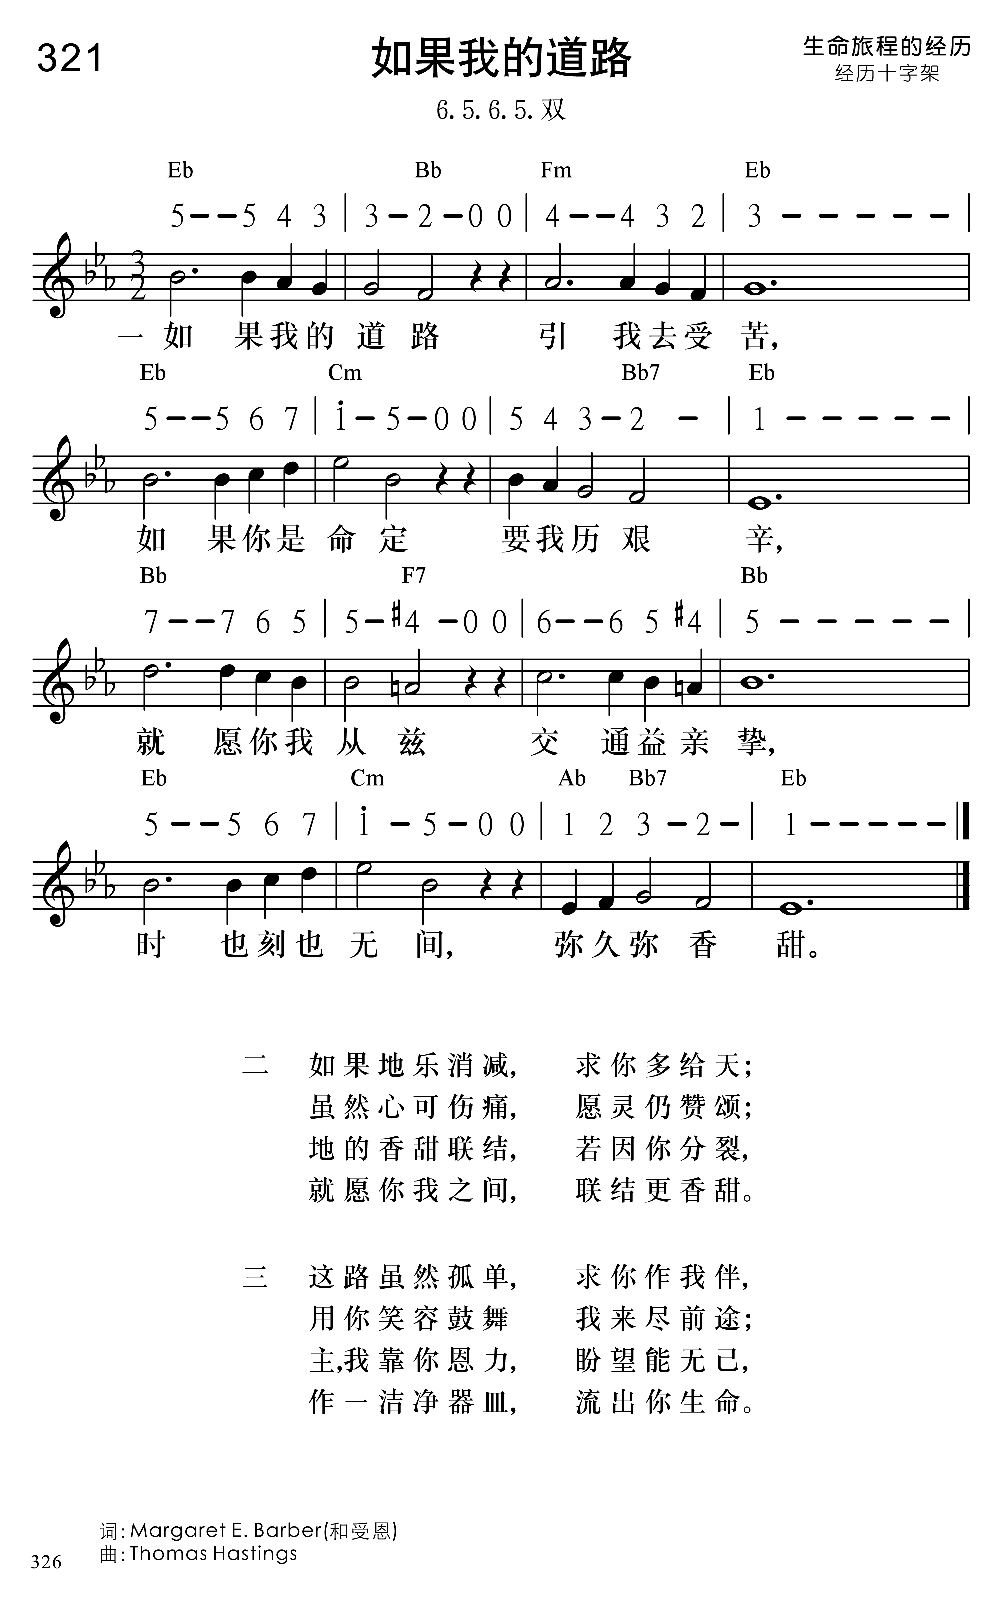 321 如果我的道路 生命旅程的经历
经历十字架
6. 5. 6. 5. 双
Eb Bb Fm Eb
5－－5 4 3 | 3－2－0 0 | 4－－4 3 2 | 3－－－－－ |
3
2
一如 果我的 道 路 引 我去受 苦,
Eb Cm Bb7 Eb
5－－5 6 7 | i－5－0 0 | 5 4 3－2 － | 1－－－－－ |
如 果你是 命 定 要我历 艰 辛,
Bb F7 Bb
7－－7 6 5 | 5－#4－0 0 | 6－－6 5 #4 | 5－－－－－ |
就 愿你我 从 兹 交 通益亲 挚,
Eb Cm Ab Bb7 Eb
5－－5 6 7 | i－5－0 0 | 1 2 3－2－ | 1－－－－－ ‖
时 也刻也 无 间, 弥久弥 香 甜。
二 如果地乐消减, 求你多给天;
虽然心可伤痛, 愿灵仍赞颂;
地的香甜联结, 若因你分裂,
就愿你我之间, 联结更香甜。
三 这路虽然孤单, 求你作我伴,
用你笑容鼓舞 我来尽前途;
主,我靠你恩力, 盼望能无已,
作一洁净器皿, 流出你生命。
词: Margaret E. Barber(和受恩)
曲: Thomas Hastings
326